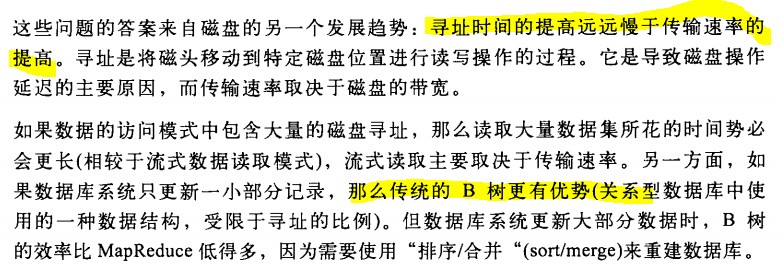 这些问题的答案来自磁盘的另一个发展趋势：寻址时间的提高远远慢于传输速率的
提高。寻址是将磁头移动到特定磁盘位置进行读写操作的过程。它是导致磁盘操作
延迟的主要原因，而传输速率取决于磁盘的带宽。
如果数据的访问模式中包含大量的磁盘寻址，那么读取大量数据集所花的时间势必
会更长(相较于流式数据读取模式)，流式读取主要取决于传输速率。另一方面，如
果数据库系统只更新一小部分记录，那么传统的 B 树更有优势(关系型数据库中使
用的一种数据结构，受限于寻址的比例)。但数据库系统更新大部分数据时，B 树
的效率比 MapReduce 低得多，因为需要使用“排序/合并“(sort/merge)来重建数据库。